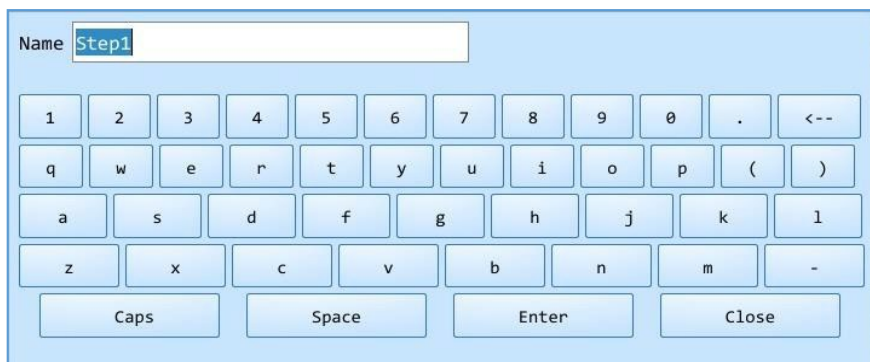 Name Step1
1 2 3 4 5 6 7 8 9 0 . <--
q w e r t y u i o p ( )
a s d f g h j k l
z x c v b n m -
Caps Space Enter Close